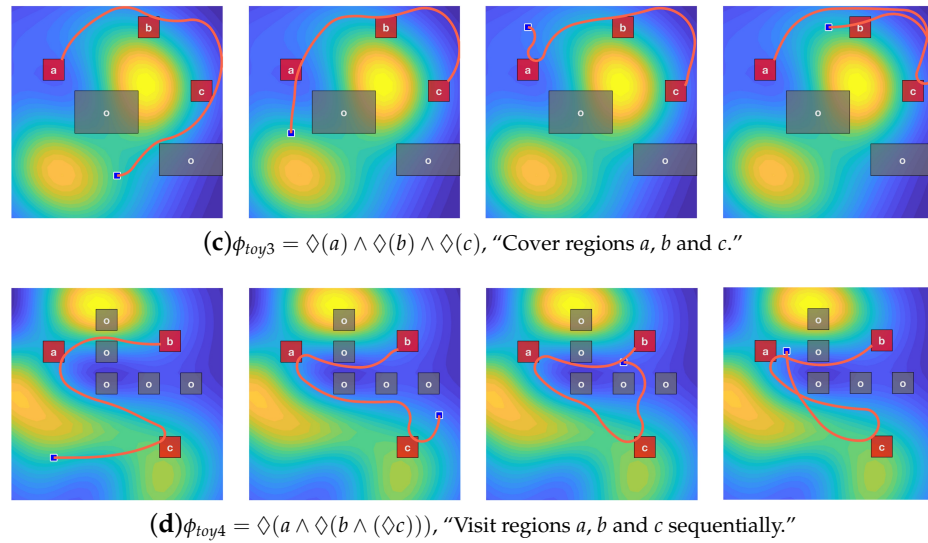 b b b b
a a a a
c c c c
o o o o
o o o o
(c) ϕtoy3 = ◊(a) ∧ ◊(b) ∧ ◊(c), “Cover regions a, b and c.”
o o o o
b b b b
a o a o a o a o
o o o o o o o o o o o o
c c c c
(d) ϕtoy4 = ◊(a ∧ ◊(b ∧ (◊c))), “Visit regions a, b and c sequentially.”